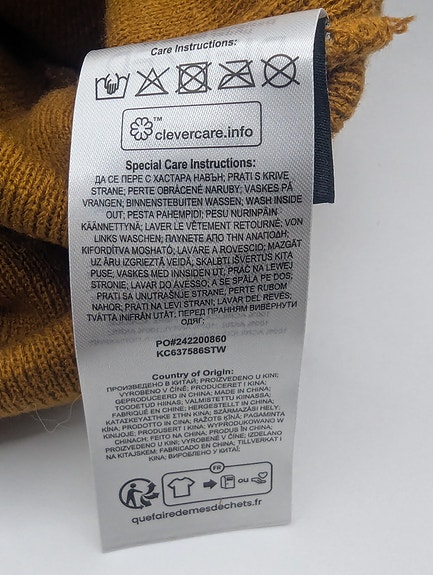 Care Instructions:
TM
clevercare.info
Special Care Instructions:
ДА СЕ ПЕРЕ С ХАСТАРА НАВЪН; PRATI S KRIVE
STRANE; PERTE OBRÁCENÉ NARUBY; VASKES PÅ
VRANGEN; BINNENSTEBUITEN WASSEN; WASH INSIDE
OUT; PESTA PAHEMPIDI; PESU NURINPÄIN
KÄÄNNETTYNÄ; LAVER LE VÊTEMENT RETOURNÉ; VON
LINKS WASCHEN; ΠΛΥΝΕΤΕ ΑΠΟ ΤΗΝ ΑΝΑΠΟΔΗ;
KIFORDÍTVA MOSHATÓ; LAVARE A ROVESCIO; MAZGĀT
UZ ĀRU IZGRIEZTĀ VEIDĀ; SKALBTI IŠVERTUS KITA
PUSE; VASKES MED INNSIDEN UT; PRAĆ NA LEWEJ
STRONIE; LAVAR DO AVESSO; A SE SPĂLA PE DOS;
PRATI SA UNUTRAŠNJE STRANE; PERTE RUBOM
NAHOR; PRATI NA LEVI STRANI; LAVAR DEL REVÉS;
TVÄTTA INIFRÅN UTÅT; ПЕРЕД ПРАННЯМ ВИВЕРНУТИ
ОДЯГ;
PO#242200860
KC637586STW
Country of Origin:
ПРОИЗВЕДЕНО В КИТАЙ; PROIZVEDENO U KINI;
VYROBENO V ČÍNĚ; PRODUCERET I KINA;
GEPRODUCEERD IN CHINA; MADE IN CHINA;
TOODETUD HIINAS; VALMISTETTU KIINASSA;
FABRIQUÉ EN CHINE; HERGESTELLT IN CHINA;
ΚΑΤΑΣΚΕΥΑΣΤΗΚΕ ΣΤΗΝ ΚΙΝΑ; SZÁRMAZÁSI HELY:
KÍNA; PRODOTTO IN CINA; RAŽOTS ĶĪNĀ; PAGAMINTA
KINIJOJE; PRODUSERT I KINA; WYPRODUKOWANO W
CHINACH; FEITO NA CHINA; PRODUS ÎN CHINA;
PROIZVEDENO U KINI; VYROBENÉ V ČÍNE; IZDELANO
NA KITAJSKEM; FABRICADO EN CHINA; TILLVERKAT I
KINA; ВИРОБЛЕНО У КИТАЇ;
FR
OU
quefairedemesdechets.fr